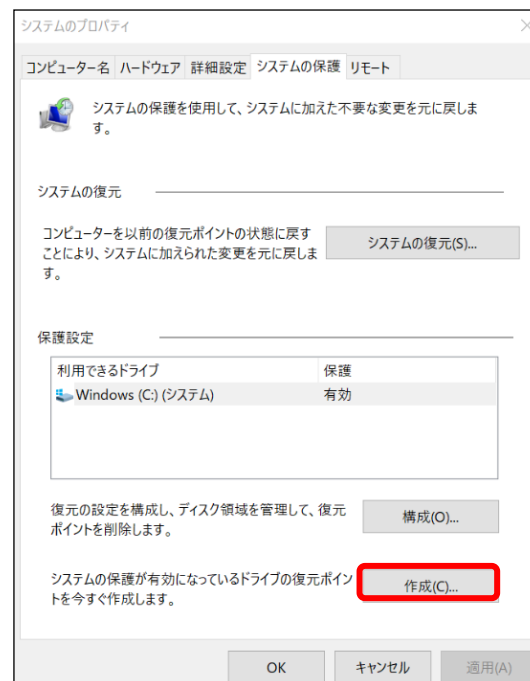 システムのプロパティ
コンピューター名 ハードウェア 詳細設定 システムの保護 リモート
システムの保護を使用して、システムに加えた不要な変更を元に戻しま
す。
システムの復元
コンピューターを以前の復元ポイントの状態に戻す
ことにより、システムに加えられた変更を元に戻しま
す。
システムの復元(S)...
保護設定
利用できるドライブ 保護
Windows (C:) (システム) 有効
復元の設定を構成し、ディスク領域を管理して、復元
ポイントを削除します。
構成(O)...
システムの保護が有効になっているドライブの復元ポイン
トを今すぐ作成します。
作成(C)...
OK キャンセル 適用(A)